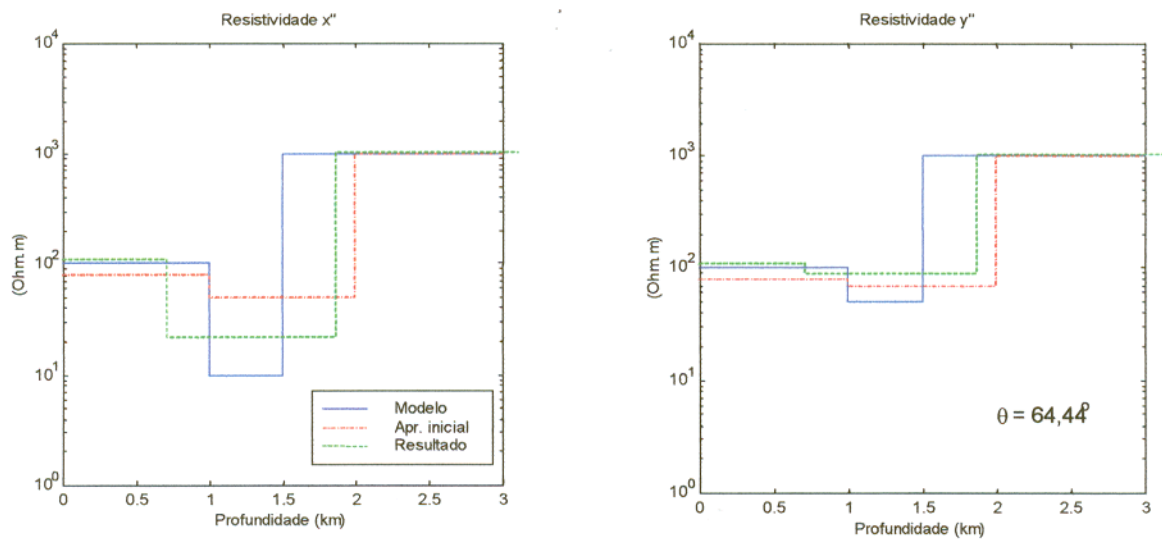 Resistividade x"
(Ohm.m)
10⁴
10³
10²
10¹
10⁰
0
0.5
1
1.5
2
2.5
3
Profundidade (km)
Modelo
Apr. inicial
Resultado
Resistividade y"
(Ohm.m)
10⁴
10³
10²
10¹
10⁰
0
0.5
1
1.5
2
2.5
3
Profundidade (km)
θ = 64,44º